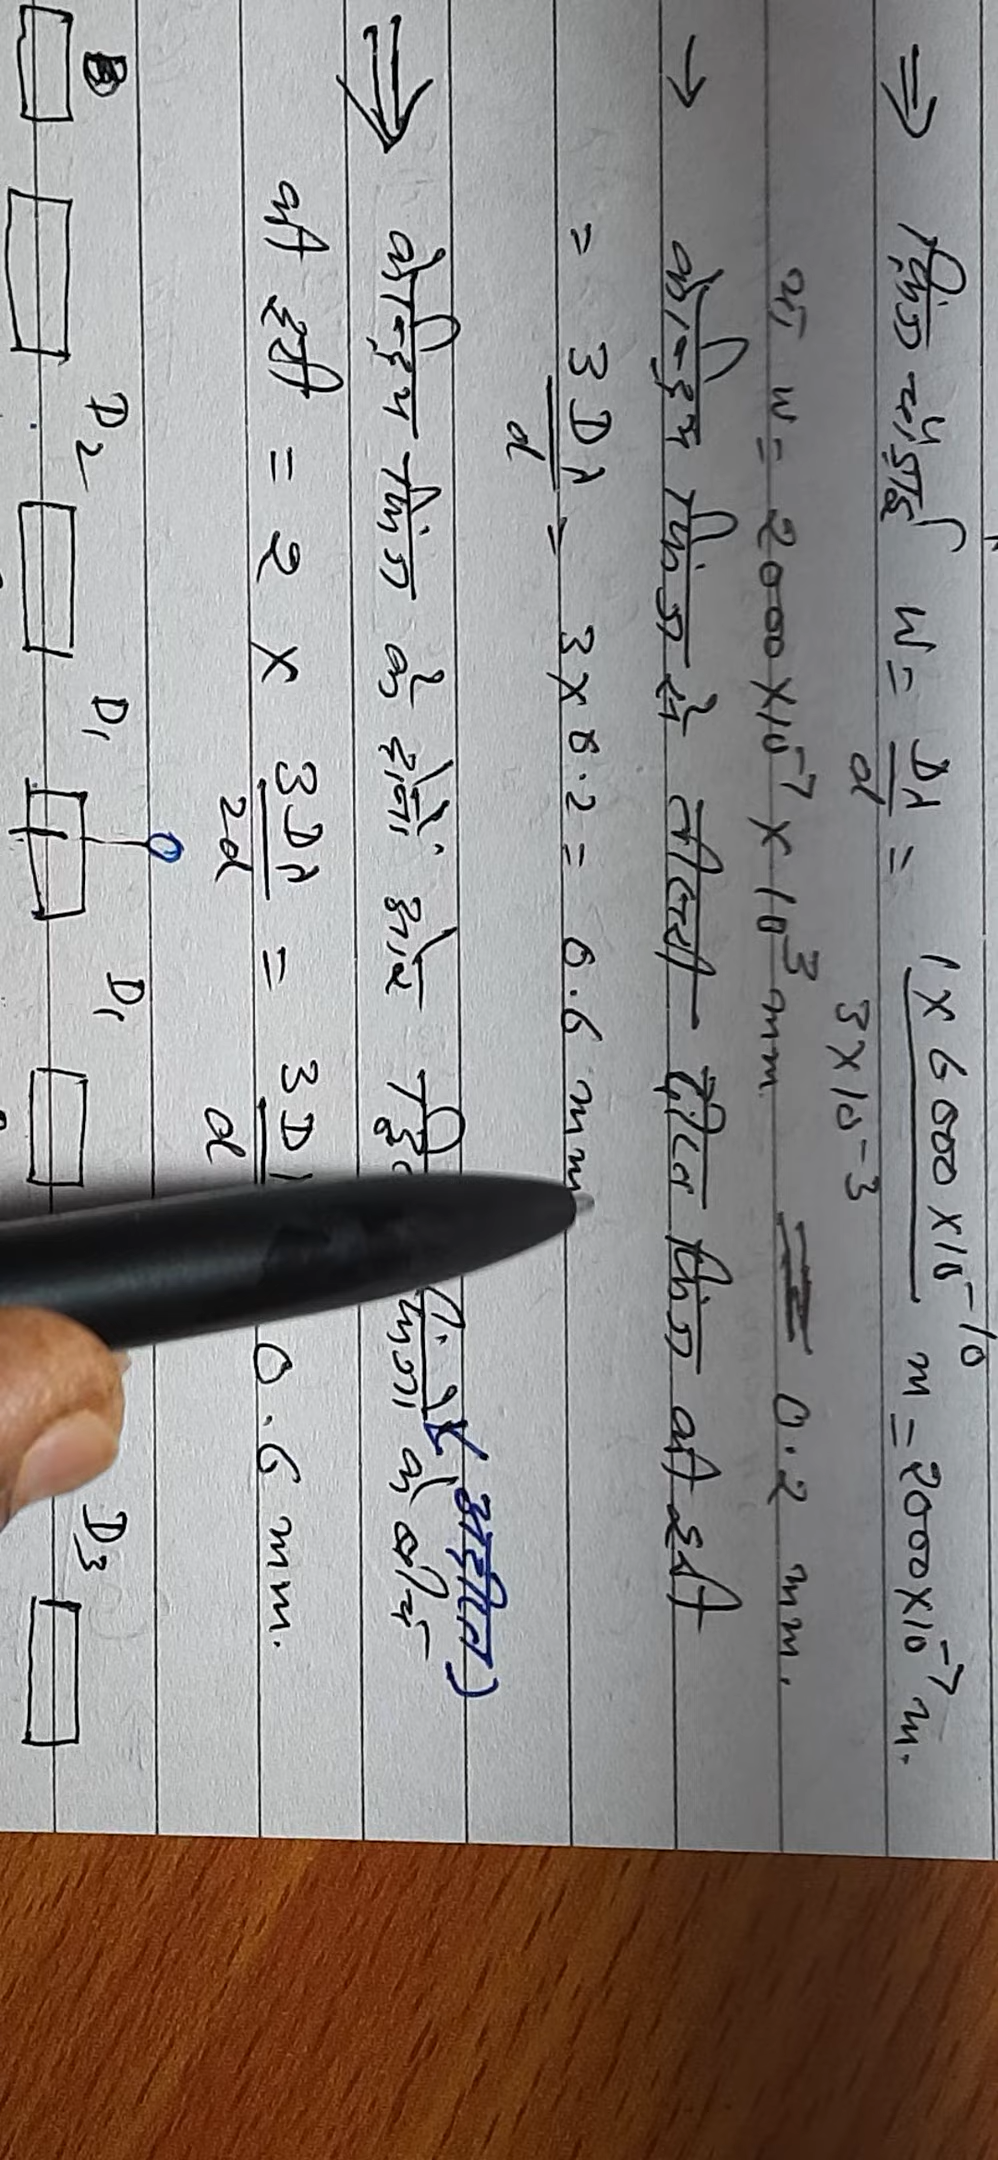 ⇒ फ्रिंज चौड़ाई W = Dλ/d = 1 × 6000 × 10⁻¹⁰ / 3 × 10⁻³ m = 2000 × 10⁻⁷ m.
या W = 2000 × 10⁻⁷ × 10³ mm = 0.2 mm.
→ केन्द्रिय फ्रिंज से तीसरी दीप्त फ्रिंज की दूरी
= 3Dλ/d = 3 × 0.2 = 0.6 mm
अदीप्त)
⇒ केन्द्रिय फ्रिंज के दोनों ओर के बीच
की दूरी = 2 × 3Dλ/2d = 3D 0.6 mm.
O
B D₂ D₁ D₁ D₃